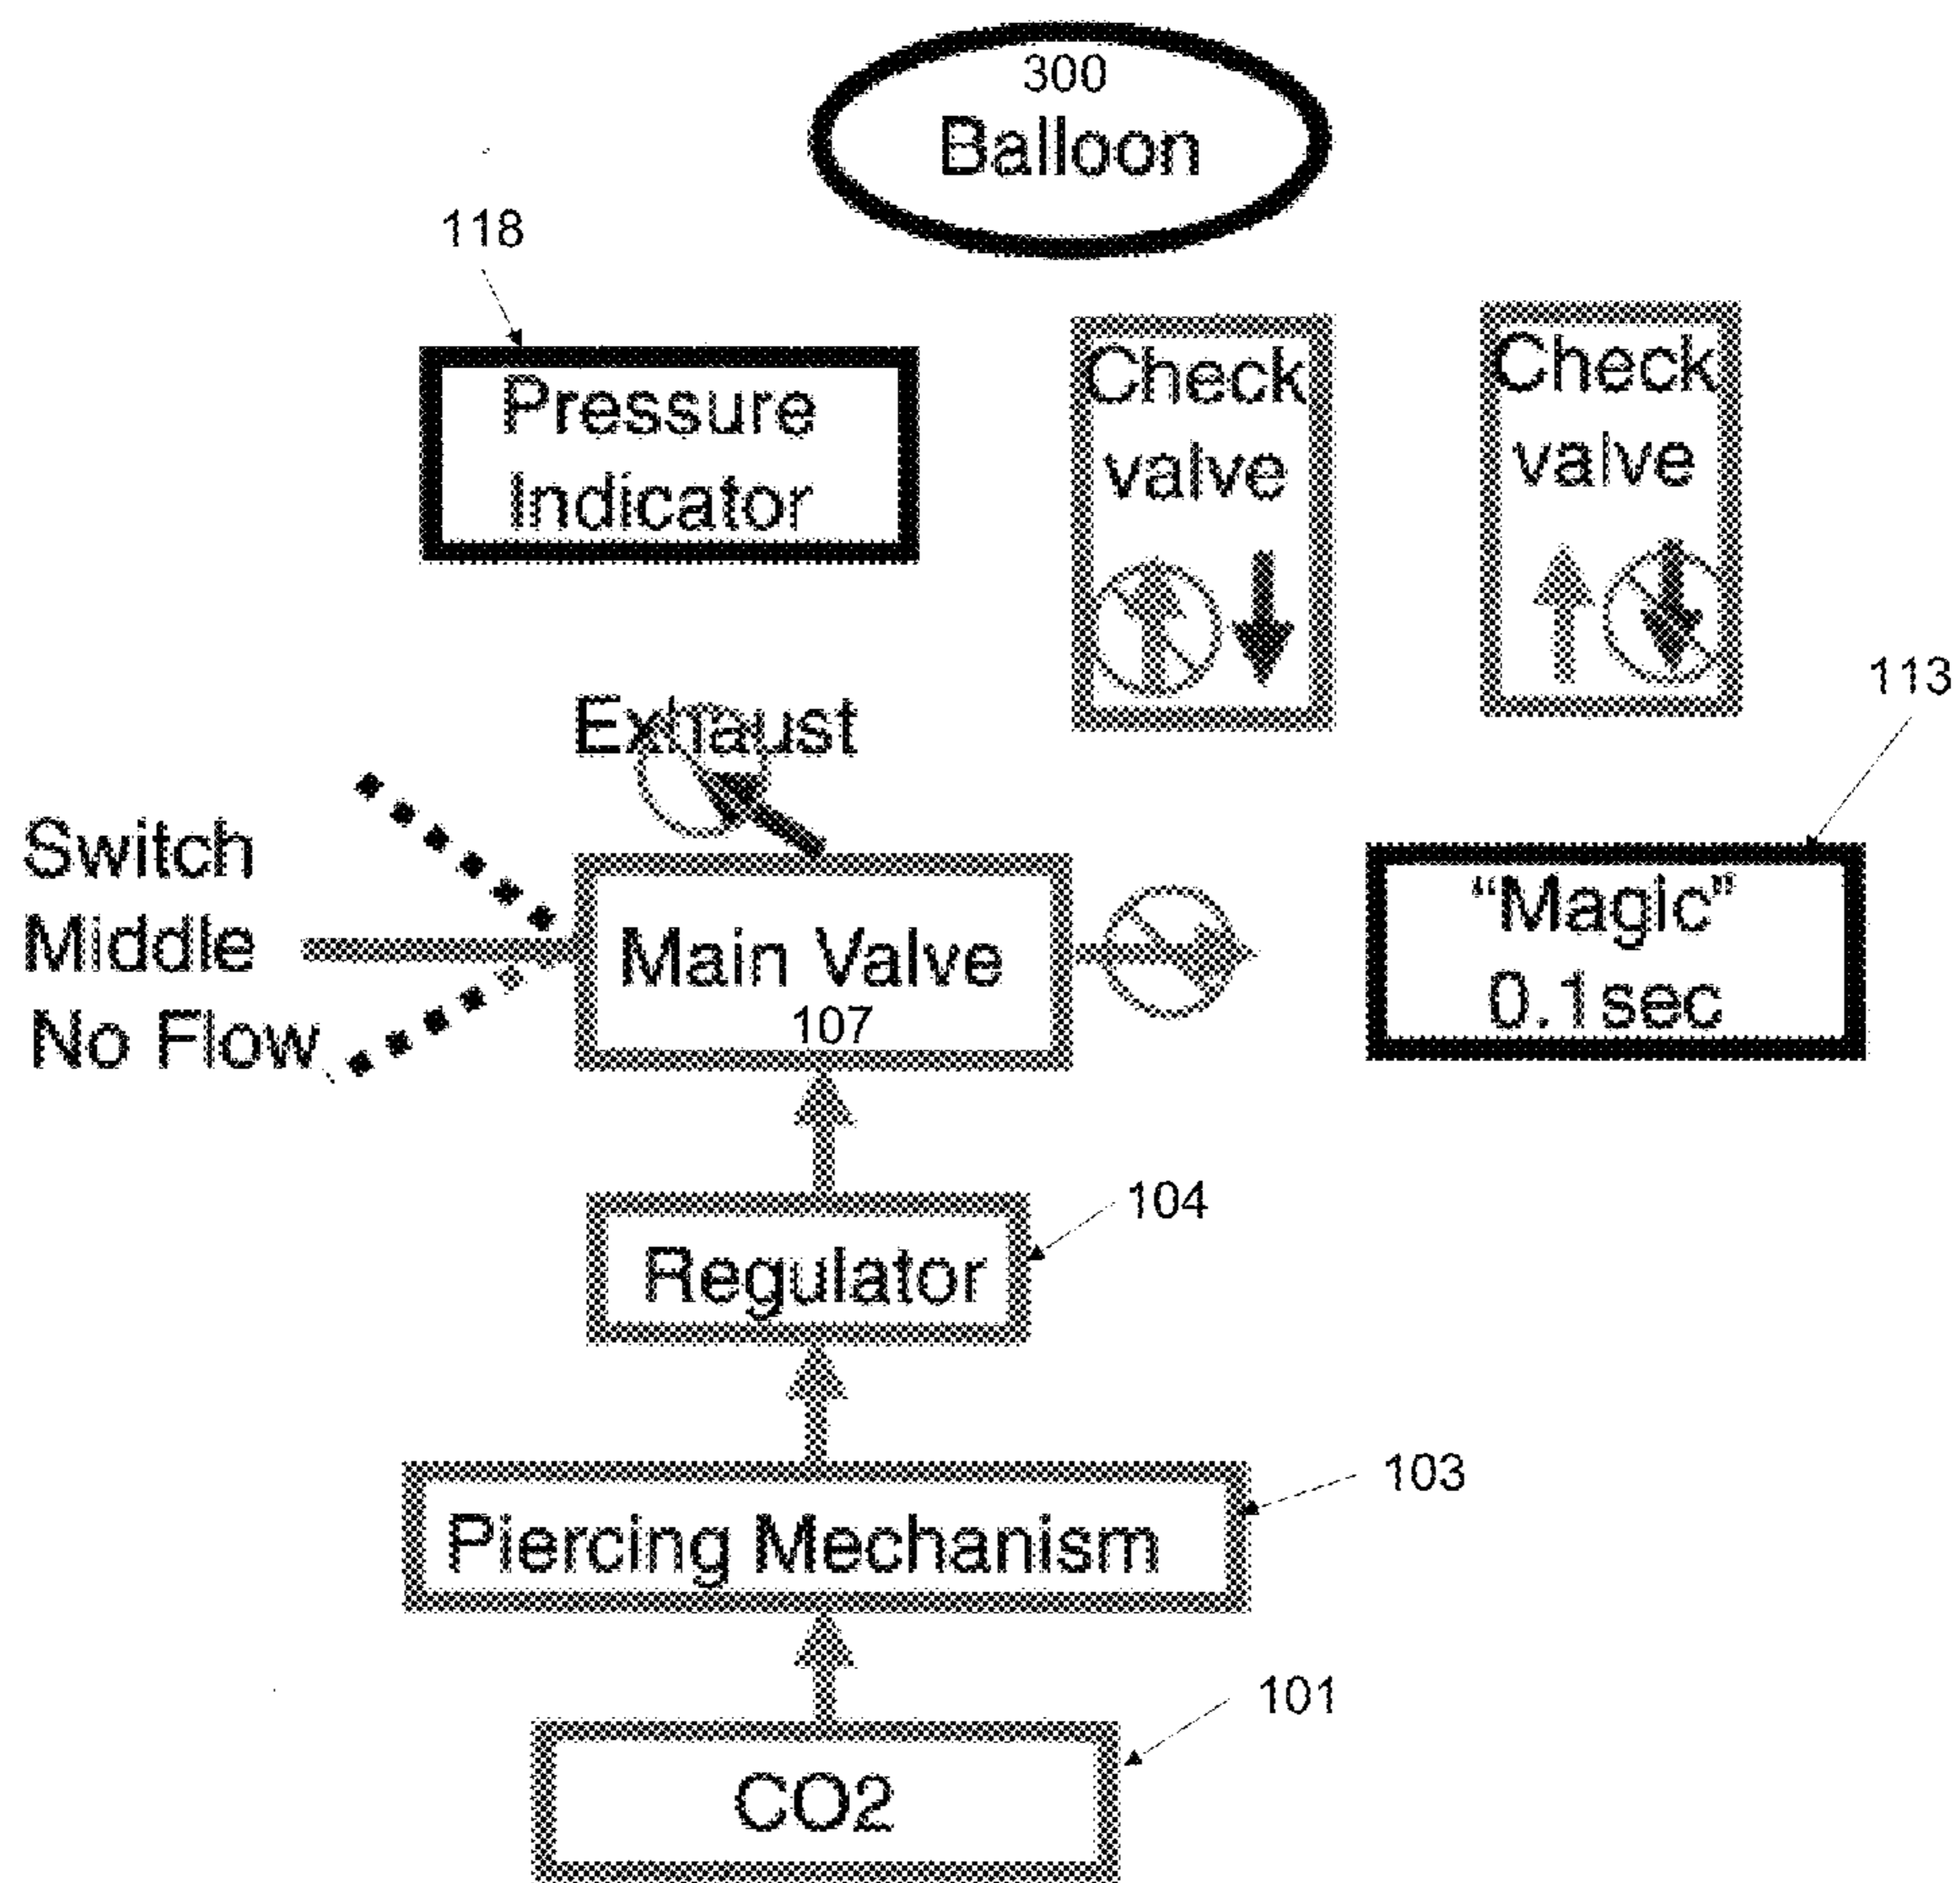 300
Balloon
118
Pressure
Indicator
Check
valve
Check
valve
113
Exhaust
Switch
Middle
No Flow
Main Valve
107
“Magic”
0.1sec
104
Regulator
103
Piercing Mechanism
101
CO2